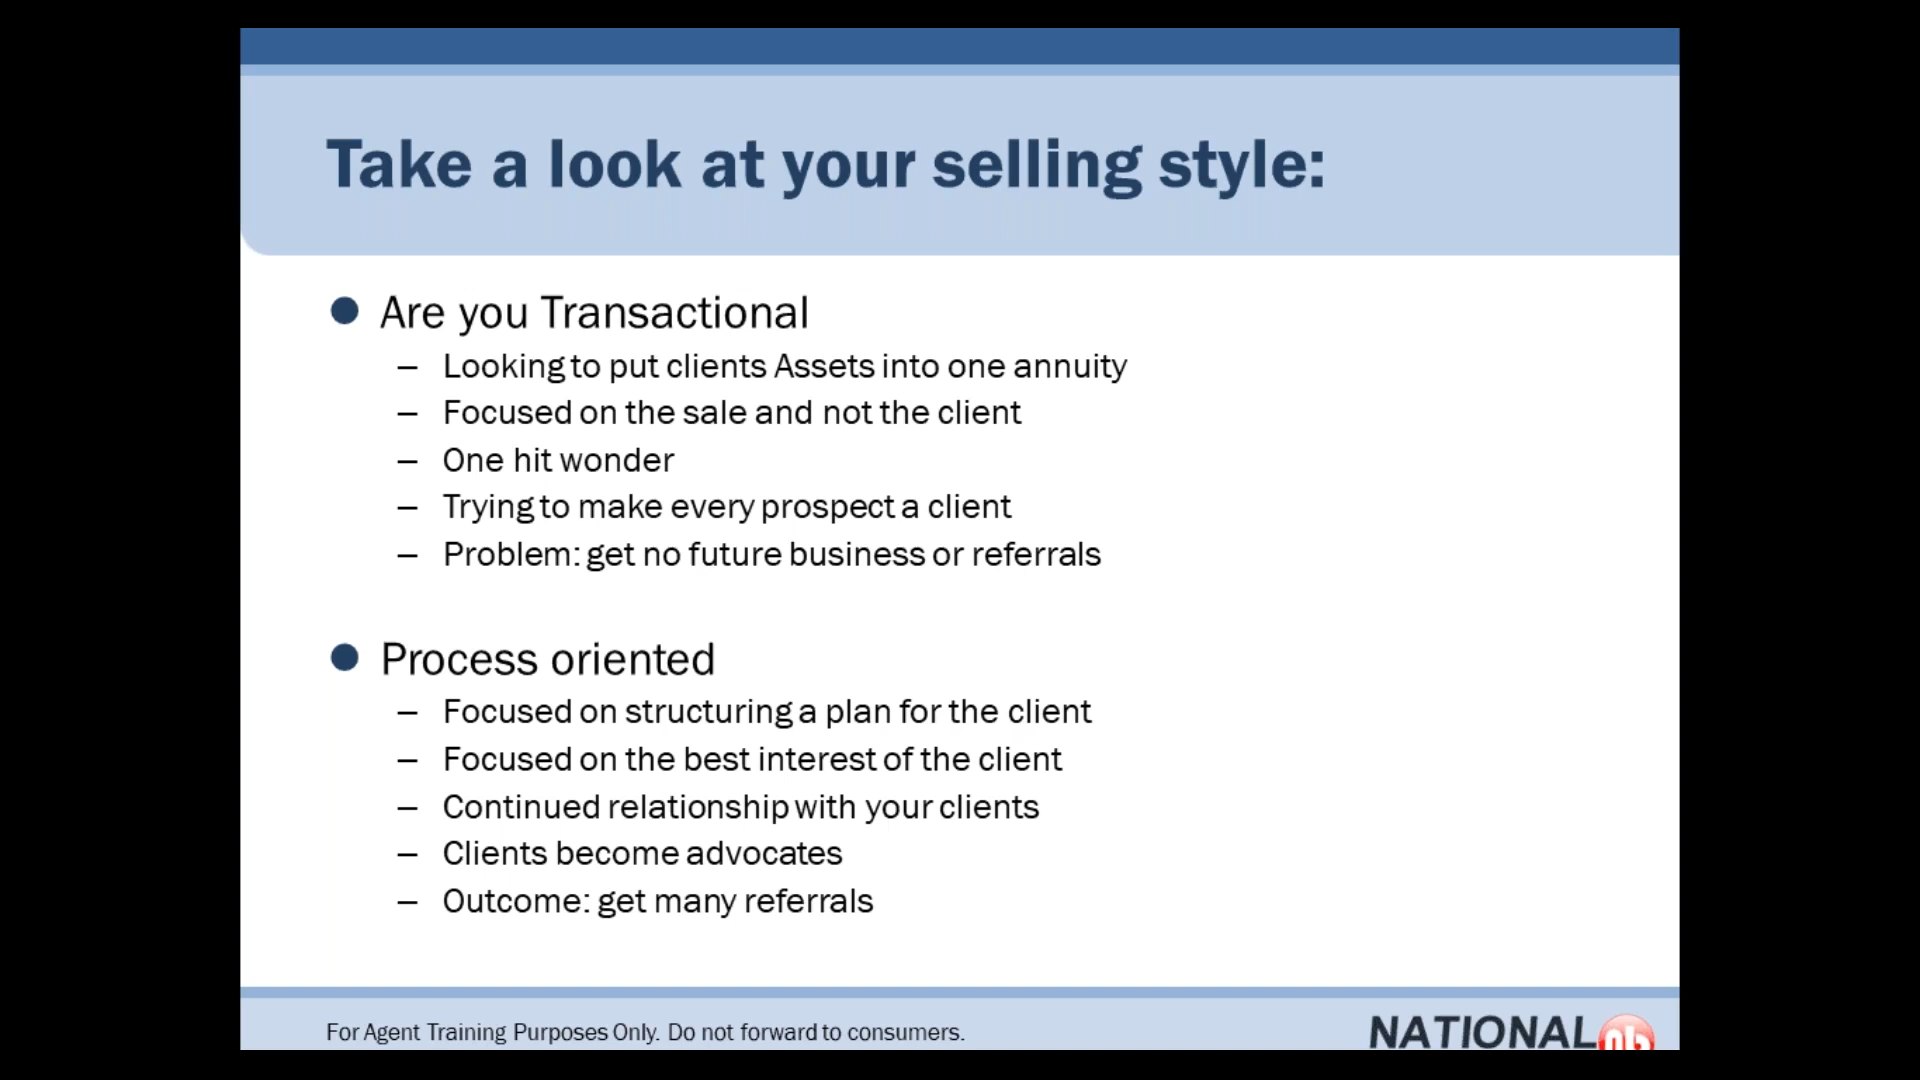 Take a look at your selling style:
● Are you Transactional
– Looking to put clients Assets into one annuity
– Focused on the sale and not the client
– One hit wonder
– Trying to make every prospect a client
– Problem: get no future business or referrals
● Process oriented
– Focused on structuring a plan for the client
– Focused on the best interest of the client
– Continued relationship with your clients
– Clients become advocates
– Outcome: get many referrals
For Agent Training Purposes Only. Do not forward to consumers.
NATIONAL